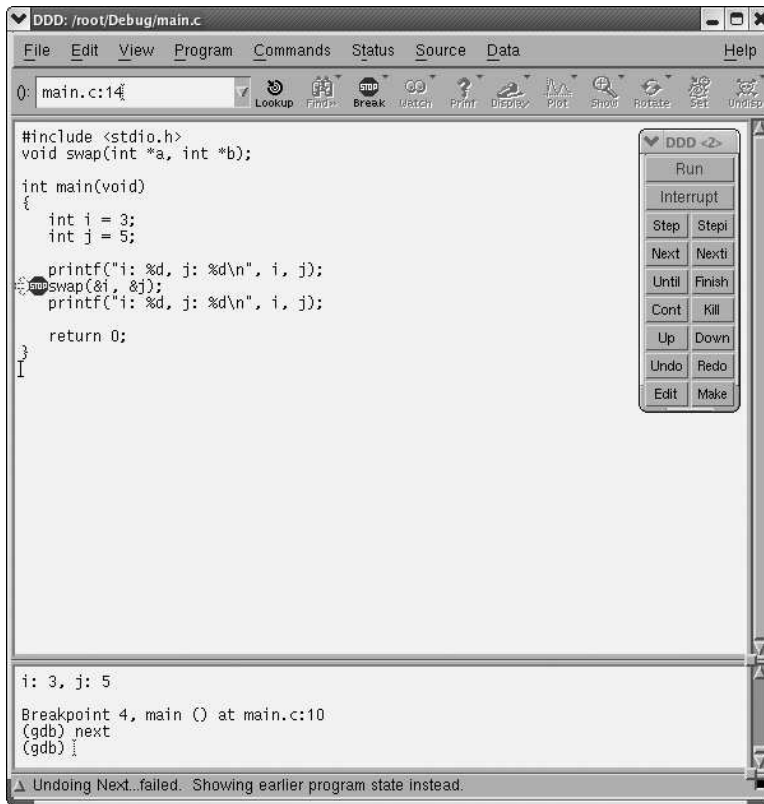 DDD: /root/Debug/main.c
File Edit View Program Commands Status Source Data Help
(): main.c:14
Lookup Find» Break Watch Print Display Plot Show Rotate Set Undisp
#include <stdio.h>
void swap(int *a, int *b);
int main(void)
{
int i = 3;
int j = 5;
printf("i: %d, j: %d\n", i, j);
STOP swap(&i, &j);
printf("i: %d, j: %d\n", i, j);
return 0;
}
DDD <2>
Run
Interrupt
Step Stepi
Next Nexti
Until Finish
Cont Kill
Up Down
Undo Redo
Edit Make
i: 3, j: 5
Breakpoint 4, main () at main.c:10
(gdb) next
(gdb)
Undoing Next...failed. Showing earlier program state instead.